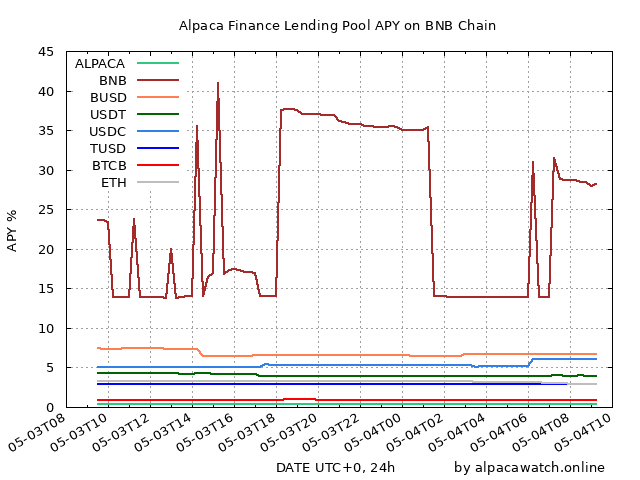 Alpaca Finance Lending Pool APY on BNB Chain
APY %
45
40
35
30
25
20
15
10
5
0
ALPACA
BNB
BUSD
USDT
USDC
TUSD
BTCB
ETH
05-03T08
05-03T10
05-03T12
05-03T14
05-03T16
05-03T18
05-03T20
05-03T22
05-04T00
05-04T02
05-04T04
05-04T06
05-04T08
05-04T10
DATE UTC+0, 24h
by alpacawatch.online